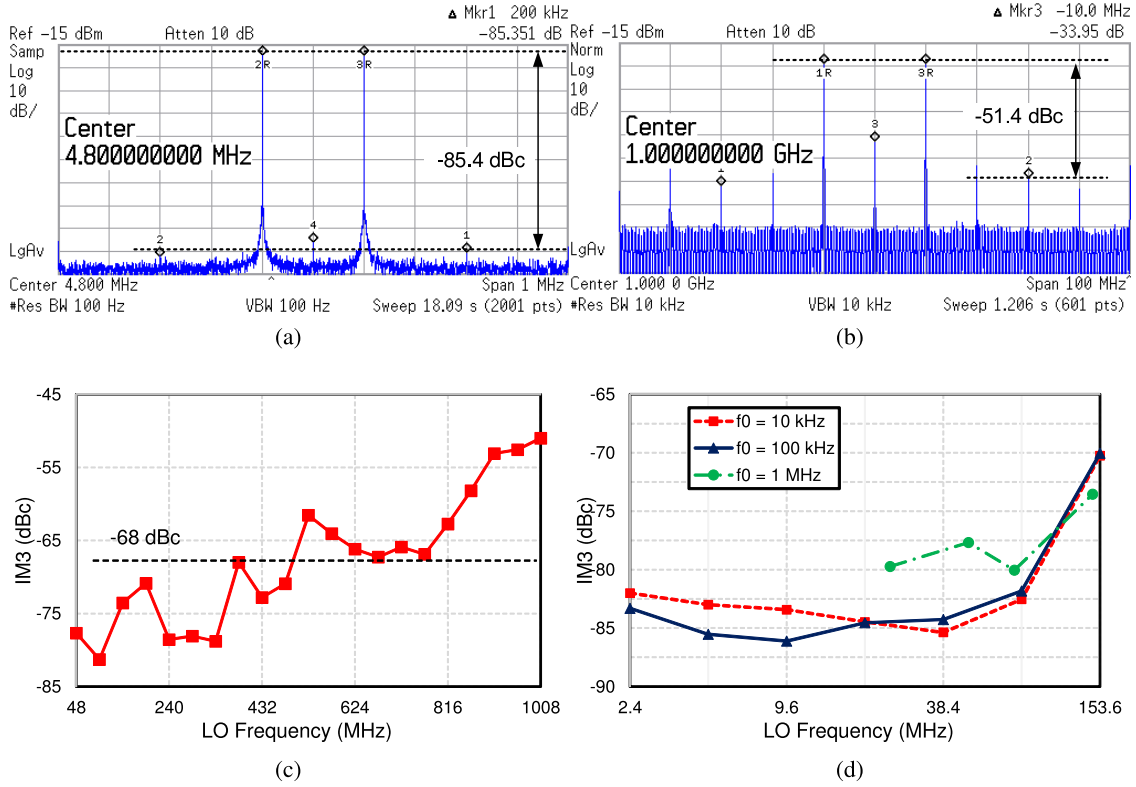 Δ Mkr1 200 kHz
Ref -15 dBm Atten 10 dB -85.351 dB
Samp
Log
10
dB/
2R
3R
Center
4.800000000 MHz
-85.4 dBc
2
4
1
LgAv
Center 4.800 MHz Span 1 MHz
#Res BW 100 Hz VBW 100 Hz Sweep 18.09 s (2001 pts)
(a)
Δ Mkr3 -10.0 MHz
Ref -15 dBm Atten 10 dB -33.95 dB
Norm
Log
10
dB/
1R
3R
Center
1.000000000 GHz
-51.4 dBc
3
1
2
LgAv
Center 1.000 0 GHz Span 100 MHz
#Res BW 10 kHz VBW 10 kHz Sweep 1.206 s (601 pts)
(b)
-45
-55
-65
-75
-85
IM3 (dBc)
-68 dBc
48 240 432 624 816 1008
LO Frequency (MHz)
(c)
-65
-70
-75
-80
-85
-90
IM3 (dBc)
f0 = 10 kHz
f0 = 100 kHz
f0 = 1 MHz
2.4 9.6 38.4 153.6
LO Frequency (MHz)
(d)